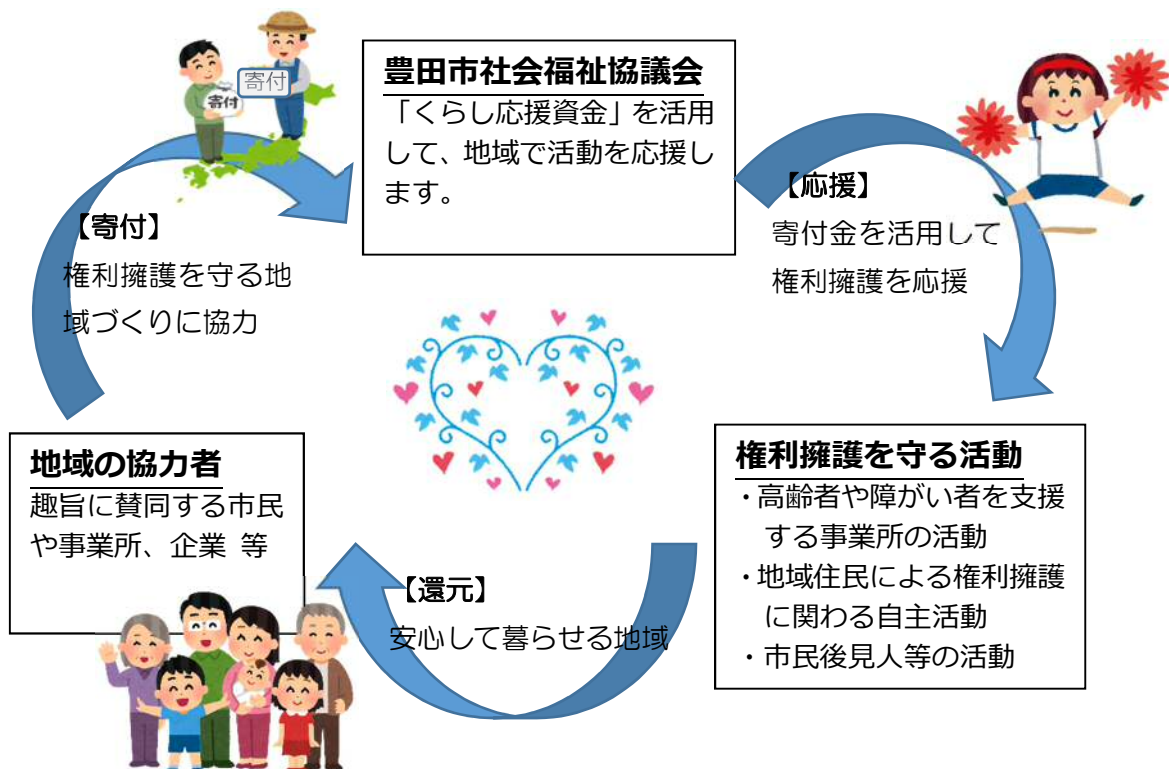 寄付
寄付
豊田市社会福祉協議会
「くらし応援資金」を活用
して、地域で活動を応援し
ます。
【応援】
寄付金を活用して
権利擁護を応援
【寄付】
権利擁護を守る地
域づくりに協力
地域の協力者
趣旨に賛同する市民
や事業所、企業 等
権利擁護を守る活動
・高齢者や障がい者を支援
する事業所の活動
・地域住民による権利擁護
に関わる自主活動
・市民後見人等の活動
【還元】
安心して暮らせる地域